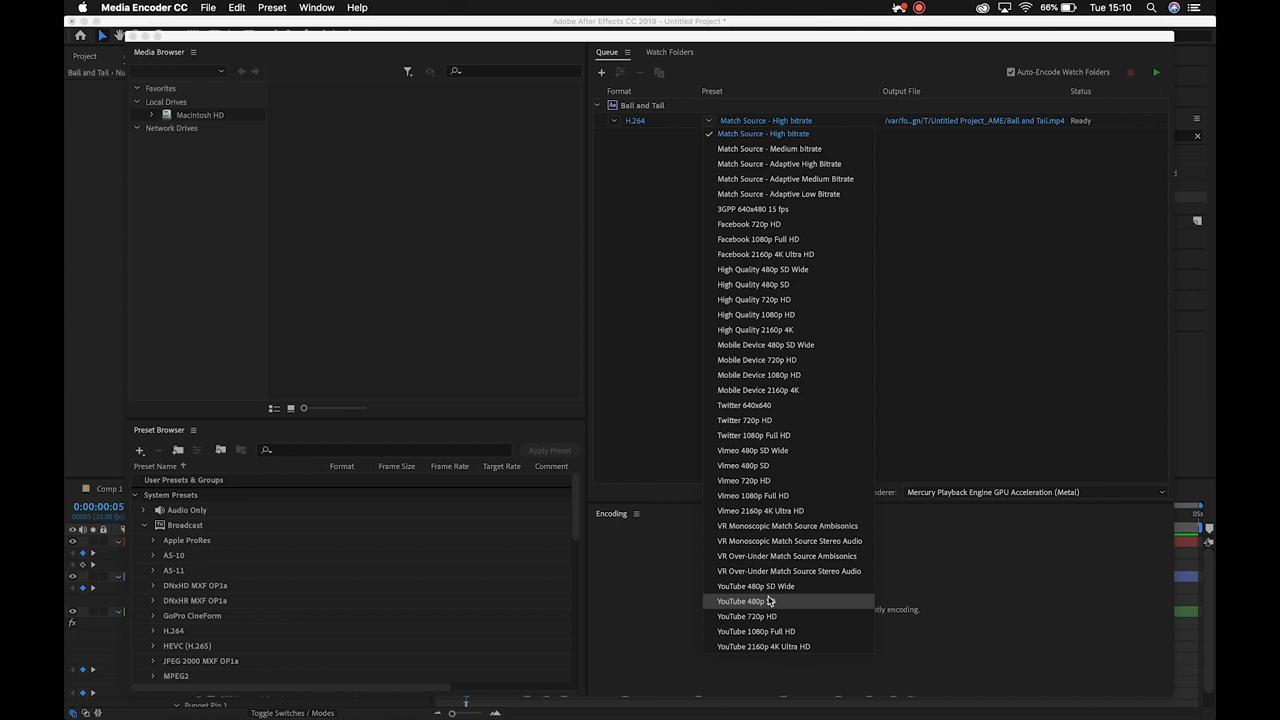 Media Encoder CC File Edit Preset Window Help 66% Tue 15:10
Adobe After Effects CC 2019 - Untitled Project *
Project
Ball and Tail
Media Browser
Favorites
Local Drives
Macintosh HD
Network Drives
Queue Watch Folders
Auto-Encode Watch Folders
Format Preset Output File Status
Ball and Tail
H.264 Match Source - High bitrate /var/fo...gn/T/Untitled Project_AME/Ball and Tail.mp4 Ready
Match Source - High bitrate
Match Source - Medium bitrate
Match Source - Adaptive High Bitrate
Match Source - Adaptive Medium Bitrate
Match Source - Adaptive Low Bitrate
3GPP 640x480 15 fps
Facebook 720p HD
Facebook 1080p Full HD
Facebook 2160p 4K Ultra HD
High Quality 480p SD Wide
High Quality 480p SD
High Quality 720p HD
High Quality 1080p HD
High Quality 2160p 4K
Mobile Device 480p SD Wide
Mobile Device 720p HD
Mobile Device 1080p HD
Mobile Device 2160p 4K
Twitter 640x640
Twitter 720p HD
Twitter 1080p Full HD
Vimeo 480p SD Wide
Vimeo 480p SD
Vimeo 720p HD
Vimeo 1080p Full HD
Vimeo 2160p 4K Ultra HD
VR Monoscopic Match Source Ambisonics
VR Monoscopic Match Source Stereo Audio
VR Over-Under Match Source Ambisonics
VR Over-Under Match Source Stereo Audio
YouTube 480p SD Wide
YouTube 480p
YouTube 720p HD
YouTube 1080p Full HD
YouTube 2160p 4K Ultra HD
Mercury Playback Engine GPU Acceleration (Metal)
Encoding
encoding.
Preset Browser
Apply Preset
Preset Name Format Frame Size Frame Rate Target Rate Comment
User Presets & Groups
System Presets
Audio Only
Broadcast
Apple ProRes
AS-10
AS-11
DNxHD MXF OP1a
DNxHR MXF OP1a
GoPro CineForm
H.264
HEVC (H.265)
JPEG 2000 MXF OP1a
MPEG2
Comp 1
0:00:00:05
00005 (25.00 fps)
05s
fx
Puppet Pin 1
Toggle Switches / Modes